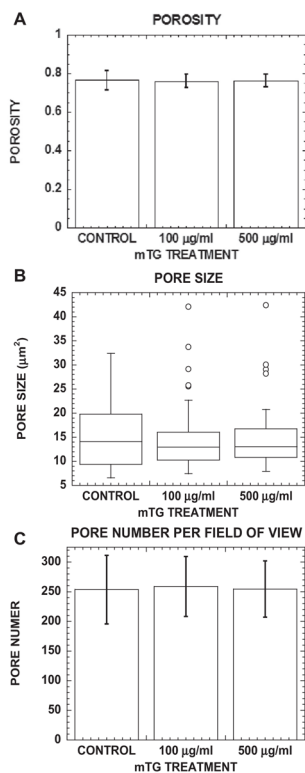 A
POROSITY
1
0.8
0.6
0.4
0.2
0
POROSITY
CONTROL 100 μg/ml 500 μg/ml
mTG TREATMENT
B
PORE SIZE
45
40
35
30
25
20
15
10
5
PORE SIZE (μm²)
CONTROL 100 μg/ml 500 μg/ml
mTG TREATMENT
C
PORE NUMBER PER FIELD OF VIEW
300
250
200
150
100
50
0
PORE NUMER
CONTROL 100 μg/ml 500 μg/ml
mTG TREATMENT